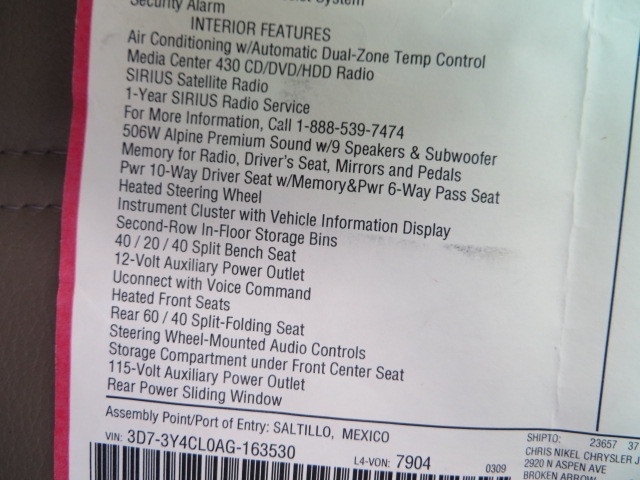 Security Alarm
INTERIOR FEATURES
Air Conditioning w/Automatic Dual-Zone Temp Control
Media Center 430 CD/DVD/HDD Radio
SIRIUS Satellite Radio
1-Year SIRIUS Radio Service
For More Information, Call 1-888-539-7474
506W Alpine Premium Sound w/9 Speakers & Subwoofer
Memory for Radio, Driver's Seat, Mirrors and Pedals
Pwr 10-Way Driver Seat w/Memory&Pwr 6-Way Pass Seat
Heated Steering Wheel
Instrument Cluster with Vehicle Information Display
Second-Row In-Floor Storage Bins
40 / 20 / 40 Split Bench Seat
12-Volt Auxiliary Power Outlet
Uconnect with Voice Command
Heated Front Seats
Rear 60 / 40 Split-Folding Seat
Steering Wheel-Mounted Audio Controls
Storage Compartment under Front Center Seat
115-Volt Auxiliary Power Outlet
Rear Power Sliding Window
Assembly Point/Port of Entry: SALTILLO, MEXICO
VIN: 3D7-3Y4CL0AG-163530
L4-VON: 7904
0309
SHIPTO: 23657 37
CHRIS NIKEL CHRYSLER J
2920 N ASPEN AVE
BROKEN ARROW